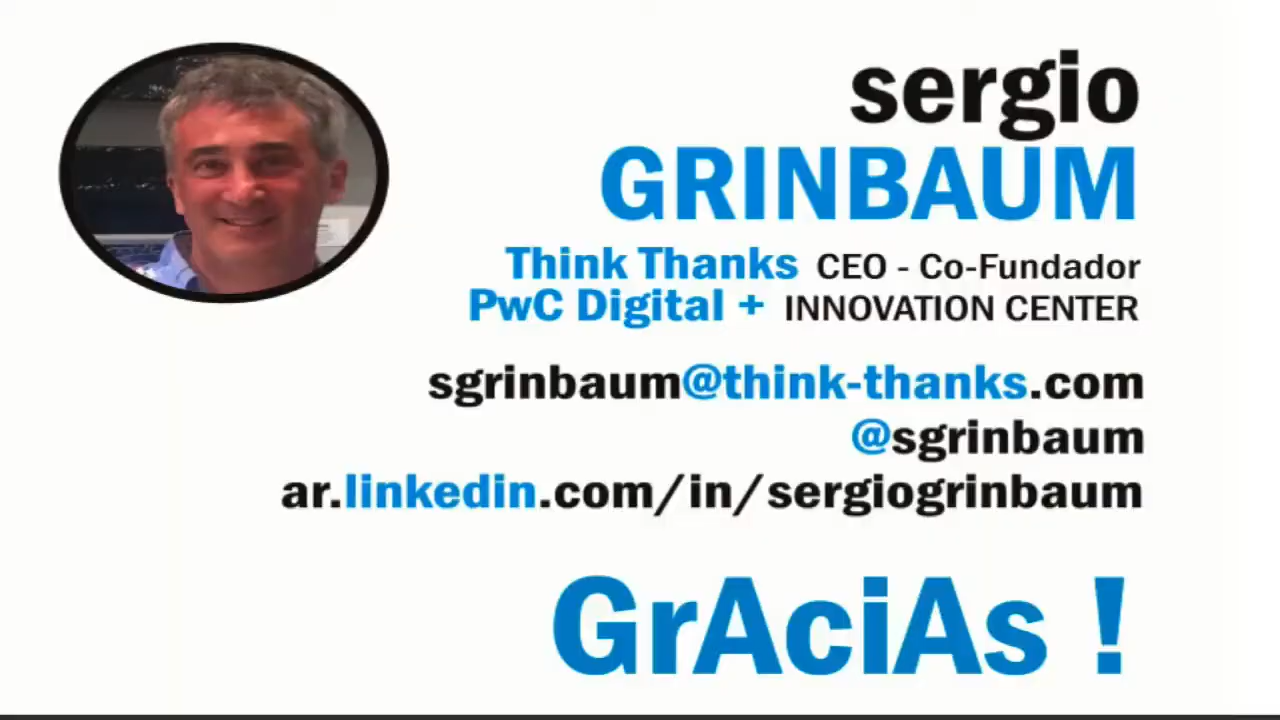 sergio
GRINBAUM
Think Thanks CEO - Co-Fundador
PwC Digital + INNOVATION CENTER
sgrinbaum@think-thanks.com
@sgrinbaum
ar.linkedin.com/in/sergiogrinbaum
GrAciAs !